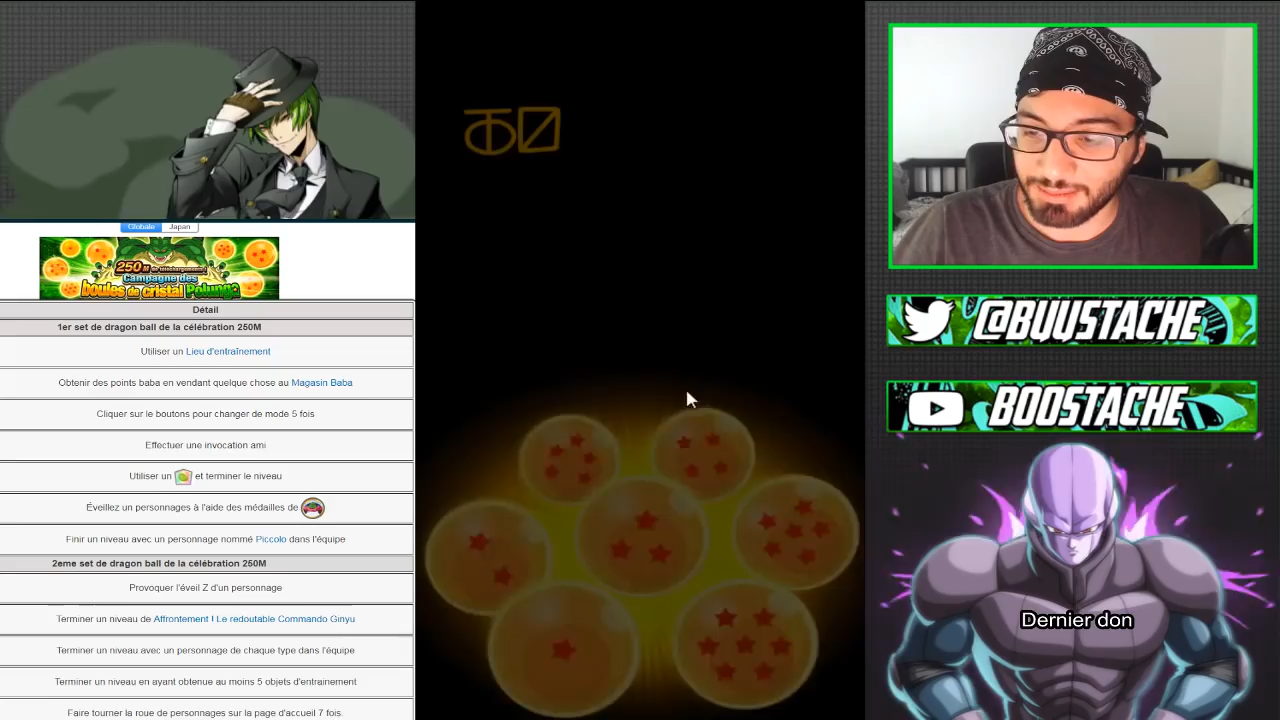 Globale Japan
250M de téléchargements !
Campagne des
boules de cristal Polunga
Détail
1er set de dragon ball de la célébration 250M
Utiliser un Lieu d'entraînement
Obtenir des points baba en vendant quelque chose au Magasin Baba
Cliquer sur le boutons pour changer de mode 5 fois
Effectuer une invocation ami
Utiliser un et terminer le niveau
Éveillez un personnages à l'aide des médailles de
Finir un niveau avec un personnage nommé Piccolo dans l'équipe
2eme set de dragon ball de la célébration 250M
Provoquer l'éveil Z d'un personnage
Terminer un niveau de Affrontement ! Le redoutable Commando Ginyu
Terminer un niveau avec un personnage de chaque type dans l'équipe
Terminer un niveau en ayant obtenue au moins 5 objets d'entrainement
Faire tourner la roue de personnages sur la page d'accueil 7 fois.
@BUUSTACHE
BOOSTACHE
Dernier don